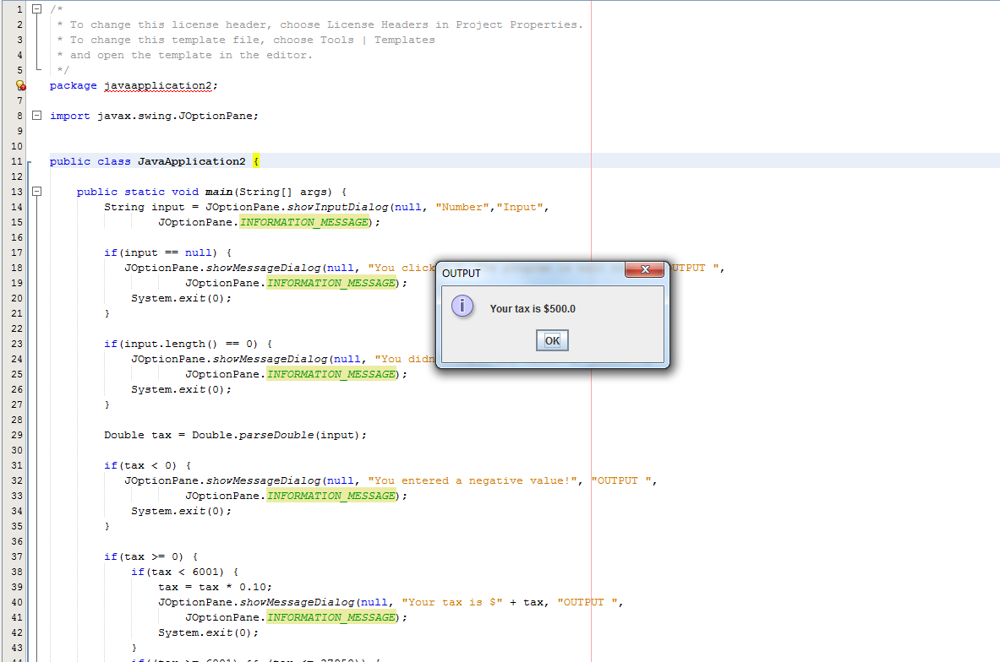 1 /*
2 * To change this license header, choose License Headers in Project Properties.
3 * To change this template file, choose Tools | Templates
4 * and open the template in the editor.
5 */
package javaapplication2;
7
8 import javax.swing.JOptionPane;
9
10
11 public class JavaApplication2 {
12
13 public static void main(String[] args) {
14 String input = JOptionPane.showInputDialog(null, "Number","Input",
15 JOptionPane.INFORMATION_MESSAGE);
16
17 if(input == null) {
18 JOptionPane.showMessageDialog(null, "You click OUTPUT ",
19 JOptionPane.INFORMATION_MESSAGE);
20 System.exit(0);
21 }
22
23 if(input.length() == 0) {
24 JOptionPane.showMessageDialog(null, "You didn
25 JOptionPane.INFORMATION_MESSAGE);
26 System.exit(0);
27 }
28
29 Double tax = Double.parseDouble(input);
30
31 if(tax < 0) {
32 JOptionPane.showMessageDialog(null, "You entered a negative value!", "OUTPUT ",
33 JOptionPane.INFORMATION_MESSAGE);
34 System.exit(0);
35 }
36
37 if(tax >= 0) {
38 if(tax < 6001) {
39 tax = tax * 0.10;
40 JOptionPane.showMessageDialog(null, "Your tax is $" + tax, "OUTPUT ",
41 JOptionPane.INFORMATION_MESSAGE);
42 System.exit(0);
43 }
OUTPUT
Your tax is $500.0
OK